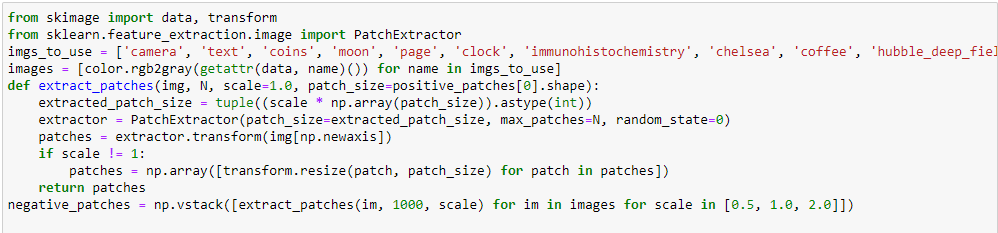 from skimage import data, transform
from sklearn.feature_extraction.image import PatchExtractor
imgs_to_use = ['camera', 'text', 'coins', 'moon', 'page', 'clock', 'immunohistochemistry', 'chelsea', 'coffee', 'hubble_deep_fiel
images = [color.rgb2gray(getattr(data, name)()) for name in imgs_to_use]
def extract_patches(img, N, scale=1.0, patch_size=positive_patches[0].shape):
    extracted_patch_size = tuple((scale * np.array(patch_size)).astype(int))
    extractor = PatchExtractor(patch_size=extracted_patch_size, max_patches=N, random_state=0)
    patches = extractor.transform(img[np.newaxis])
    if scale != 1:
        patches = np.array([transform.resize(patch, patch_size) for patch in patches])
    return patches
negative_patches = np.vstack([extract_patches(im, 1000, scale) for im in images for scale in [0.5, 1.0, 2.0]])